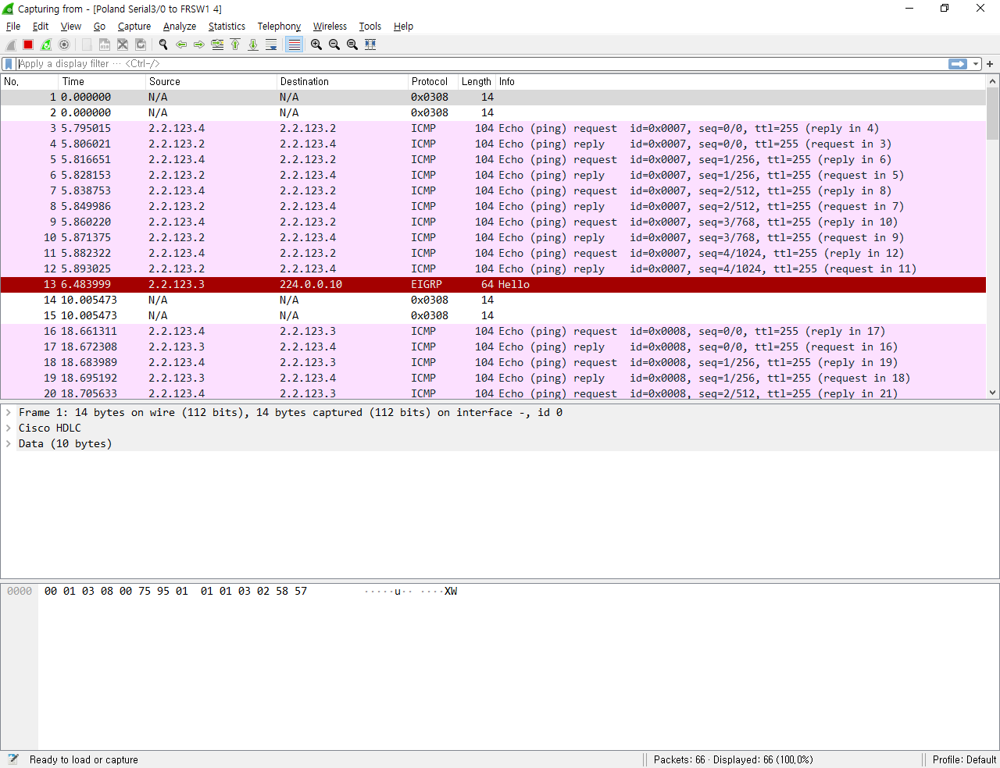 Capturing from - [Poland Serial3/0 to FRSW1 4]
File Edit View Go Capture Analyze Statistics Telephony Wireless Tools Help
Apply a display filter ··· <Ctrl-/>
No. Time Source Destination Protocol Length Info
1 0.000000 N/A N/A 0x0308 14
2 0.000000 N/A N/A 0x0308 14
3 5.795015 2.2.123.4 2.2.123.2 ICMP 104 Echo (ping) request id=0x0007, seq=0/0, ttl=255 (reply in 4)
4 5.806021 2.2.123.2 2.2.123.4 ICMP 104 Echo (ping) reply id=0x0007, seq=0/0, ttl=255 (request in 3)
5 5.816651 2.2.123.4 2.2.123.2 ICMP 104 Echo (ping) request id=0x0007, seq=1/256, ttl=255 (reply in 6)
6 5.828153 2.2.123.2 2.2.123.4 ICMP 104 Echo (ping) reply id=0x0007, seq=1/256, ttl=255 (request in 5)
7 5.838753 2.2.123.4 2.2.123.2 ICMP 104 Echo (ping) request id=0x0007, seq=2/512, ttl=255 (reply in 8)
8 5.849986 2.2.123.2 2.2.123.4 ICMP 104 Echo (ping) reply id=0x0007, seq=2/512, ttl=255 (request in 7)
9 5.860220 2.2.123.4 2.2.123.2 ICMP 104 Echo (ping) request id=0x0007, seq=3/768, ttl=255 (reply in 10)
10 5.871375 2.2.123.2 2.2.123.4 ICMP 104 Echo (ping) reply id=0x0007, seq=3/768, ttl=255 (request in 9)
11 5.882322 2.2.123.4 2.2.123.2 ICMP 104 Echo (ping) request id=0x0007, seq=4/1024, ttl=255 (reply in 12)
12 5.893025 2.2.123.2 2.2.123.4 ICMP 104 Echo (ping) reply id=0x0007, seq=4/1024, ttl=255 (request in 11)
13 6.483999 2.2.123.3 224.0.0.10 EIGRP 64 Hello
14 10.005473 N/A N/A 0x0308 14
15 10.005473 N/A N/A 0x0308 14
16 18.661311 2.2.123.4 2.2.123.3 ICMP 104 Echo (ping) request id=0x0008, seq=0/0, ttl=255 (reply in 17)
17 18.672308 2.2.123.3 2.2.123.4 ICMP 104 Echo (ping) reply id=0x0008, seq=0/0, ttl=255 (request in 16)
18 18.683989 2.2.123.4 2.2.123.3 ICMP 104 Echo (ping) request id=0x0008, seq=1/256, ttl=255 (reply in 19)
19 18.695192 2.2.123.3 2.2.123.4 ICMP 104 Echo (ping) reply id=0x0008, seq=1/256, ttl=255 (request in 18)
20 18.705633 2.2.123.4 2.2.123.3 ICMP 104 Echo (ping) request id=0x0008, seq=2/512, ttl=255 (reply in 21)
Frame 1: 14 bytes on wire (112 bits), 14 bytes captured (112 bits) on interface -, id 0
Cisco HDLC
Data (10 bytes)
0000 00 01 03 08 00 75 95 01 01 01 03 02 58 57 ·····u·· ····XW
Ready to load or capture Packets: 66 · Displayed: 66 (100.0%) Profile: Default